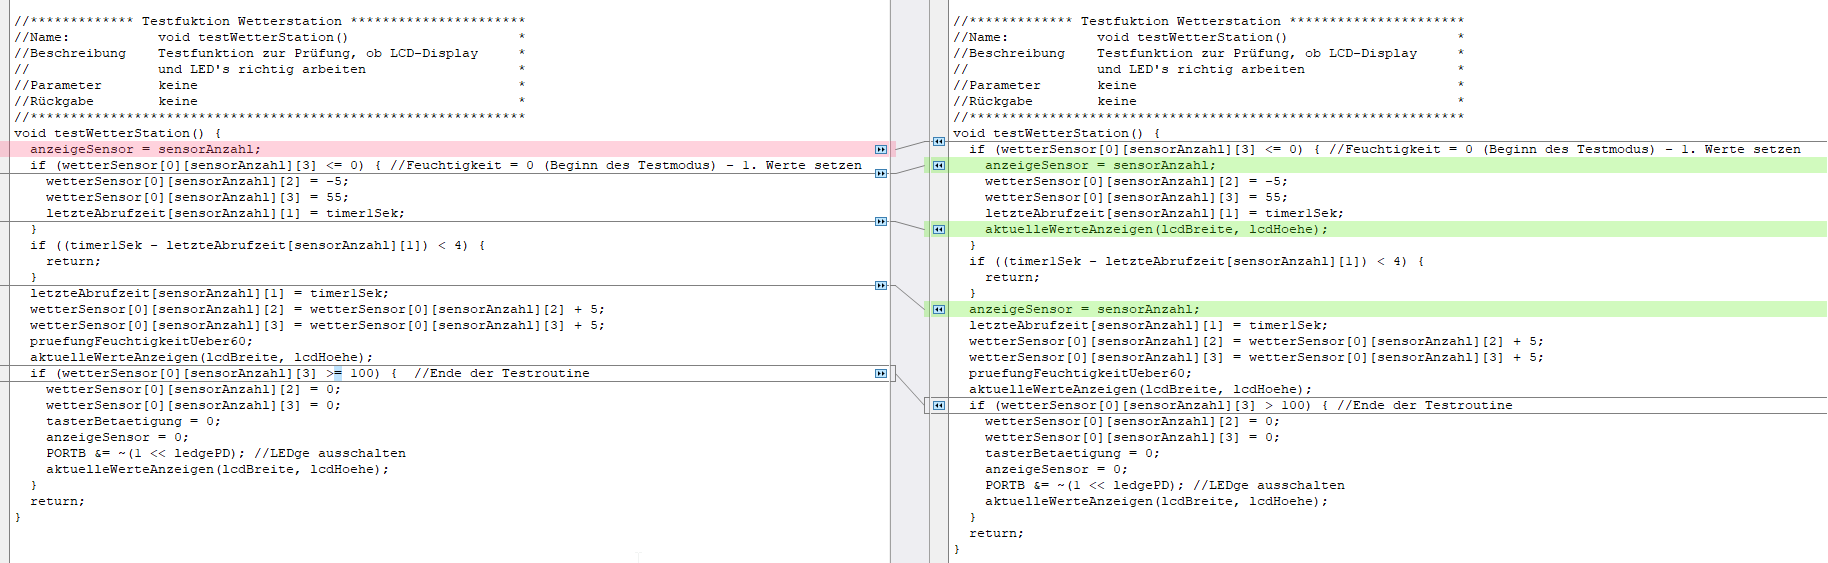 //************* Testfuktion Wetterstation **********************
//Name:           void testWetterStation()                     *
//Beschreibung    Testfunktion zur Prüfung, ob LCD-Display     *
//                und LED's richtig arbeiten                   *
//Parameter       keine                                        *
//Rückgabe        keine                                        *
//**************************************************************
void testWetterStation() {
  anzeigeSensor = sensorAnzahl;
  if (wetterSensor[0][sensorAnzahl][3] <= 0) { //Feuchtigkeit = 0 (Beginn des Testmodus) - 1. Werte setzen
    wetterSensor[0][sensorAnzahl][2] = -5;
    wetterSensor[0][sensorAnzahl][3] = 55;
    letzteAbrufzeit[sensorAnzahl][1] = timer1Sek;
  }
  if ((timer1Sek - letzteAbrufzeit[sensorAnzahl][1]) < 4) {
    return;
  }
  letzteAbrufzeit[sensorAnzahl][1] = timer1Sek;
  wetterSensor[0][sensorAnzahl][2] = wetterSensor[0][sensorAnzahl][2] + 5;
  wetterSensor[0][sensorAnzahl][3] = wetterSensor[0][sensorAnzahl][3] + 5;
  pruefungFeuchtigkeitUeber60;
  aktuelleWerteAnzeigen(lcdBreite, lcdHoehe);
  if (wetterSensor[0][sensorAnzahl][3] >= 100) {  //Ende der Testroutine
    wetterSensor[0][sensorAnzahl][2] = 0;
    wetterSensor[0][sensorAnzahl][3] = 0;
    tasterBetaetigung = 0;
    anzeigeSensor = 0;
    PORTB &= ~(1 << ledgePD); //LEDge ausschalten
    aktuelleWerteAnzeigen(lcdBreite, lcdHoehe);
  }
  return;
}
//************* Testfuktion Wetterstation **********************
//Name:           void testWetterStation()                     *
//Beschreibung    Testfunktion zur Prüfung, ob LCD-Display     *
//                und LED's richtig arbeiten                   *
//Parameter       keine                                        *
//Rückgabe        keine                                        *
//**************************************************************
void testWetterStation() {
  if (wetterSensor[0][sensorAnzahl][3] <= 0) { //Feuchtigkeit = 0 (Beginn des Testmodus) - 1. Werte setzen
    anzeigeSensor = sensorAnzahl;
    wetterSensor[0][sensorAnzahl][2] = -5;
    wetterSensor[0][sensorAnzahl][3] = 55;
    letzteAbrufzeit[sensorAnzahl][1] = timer1Sek;
    aktuelleWerteAnzeigen(lcdBreite, lcdHoehe);
  }
  if ((timer1Sek - letzteAbrufzeit[sensorAnzahl][1]) < 4) {
    return;
  }
  anzeigeSensor = sensorAnzahl;
  letzteAbrufzeit[sensorAnzahl][1] = timer1Sek;
  wetterSensor[0][sensorAnzahl][2] = wetterSensor[0][sensorAnzahl][2] + 5;
  wetterSensor[0][sensorAnzahl][3] = wetterSensor[0][sensorAnzahl][3] + 5;
  pruefungFeuchtigkeitUeber60;
  aktuelleWerteAnzeigen(lcdBreite, lcdHoehe);
  if (wetterSensor[0][sensorAnzahl][3] > 100) { //Ende der Testroutine
    wetterSensor[0][sensorAnzahl][2] = 0;
    wetterSensor[0][sensorAnzahl][3] = 0;
    tasterBetaetigung = 0;
    anzeigeSensor = 0;
    PORTB &= ~(1 << ledgePD); //LEDge ausschalten
    aktuelleWerteAnzeigen(lcdBreite, lcdHoehe);
  }
  return;
}